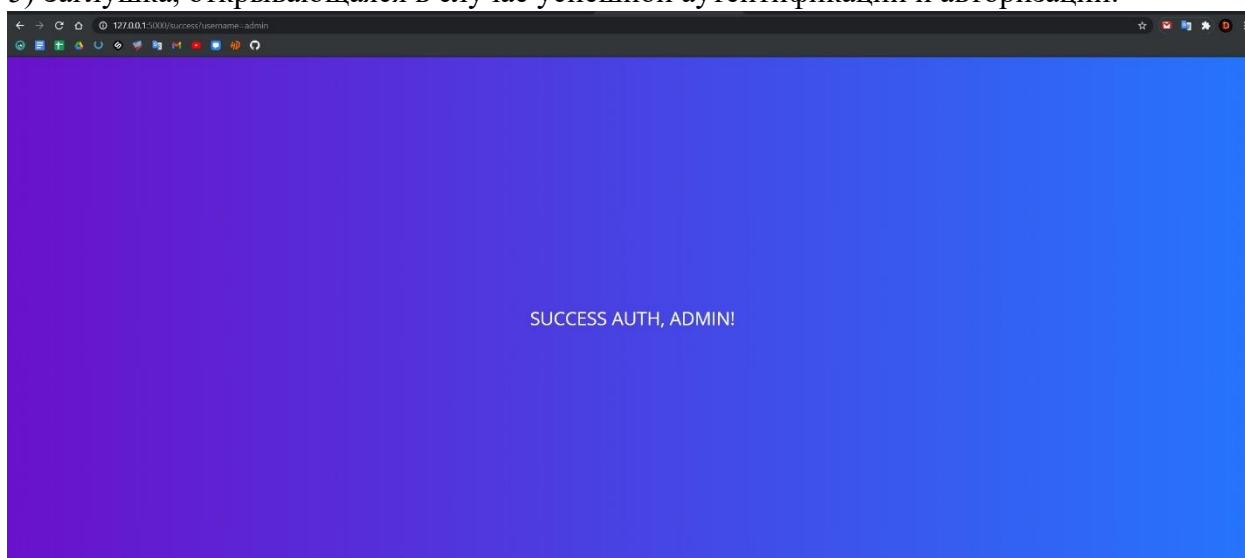 3) Заглушка, открывающаяся в случае успешной аутентификации и авторизации:
127.0.0.1:5000/success?username=admin
SUCCESS AUTH, ADMIN!